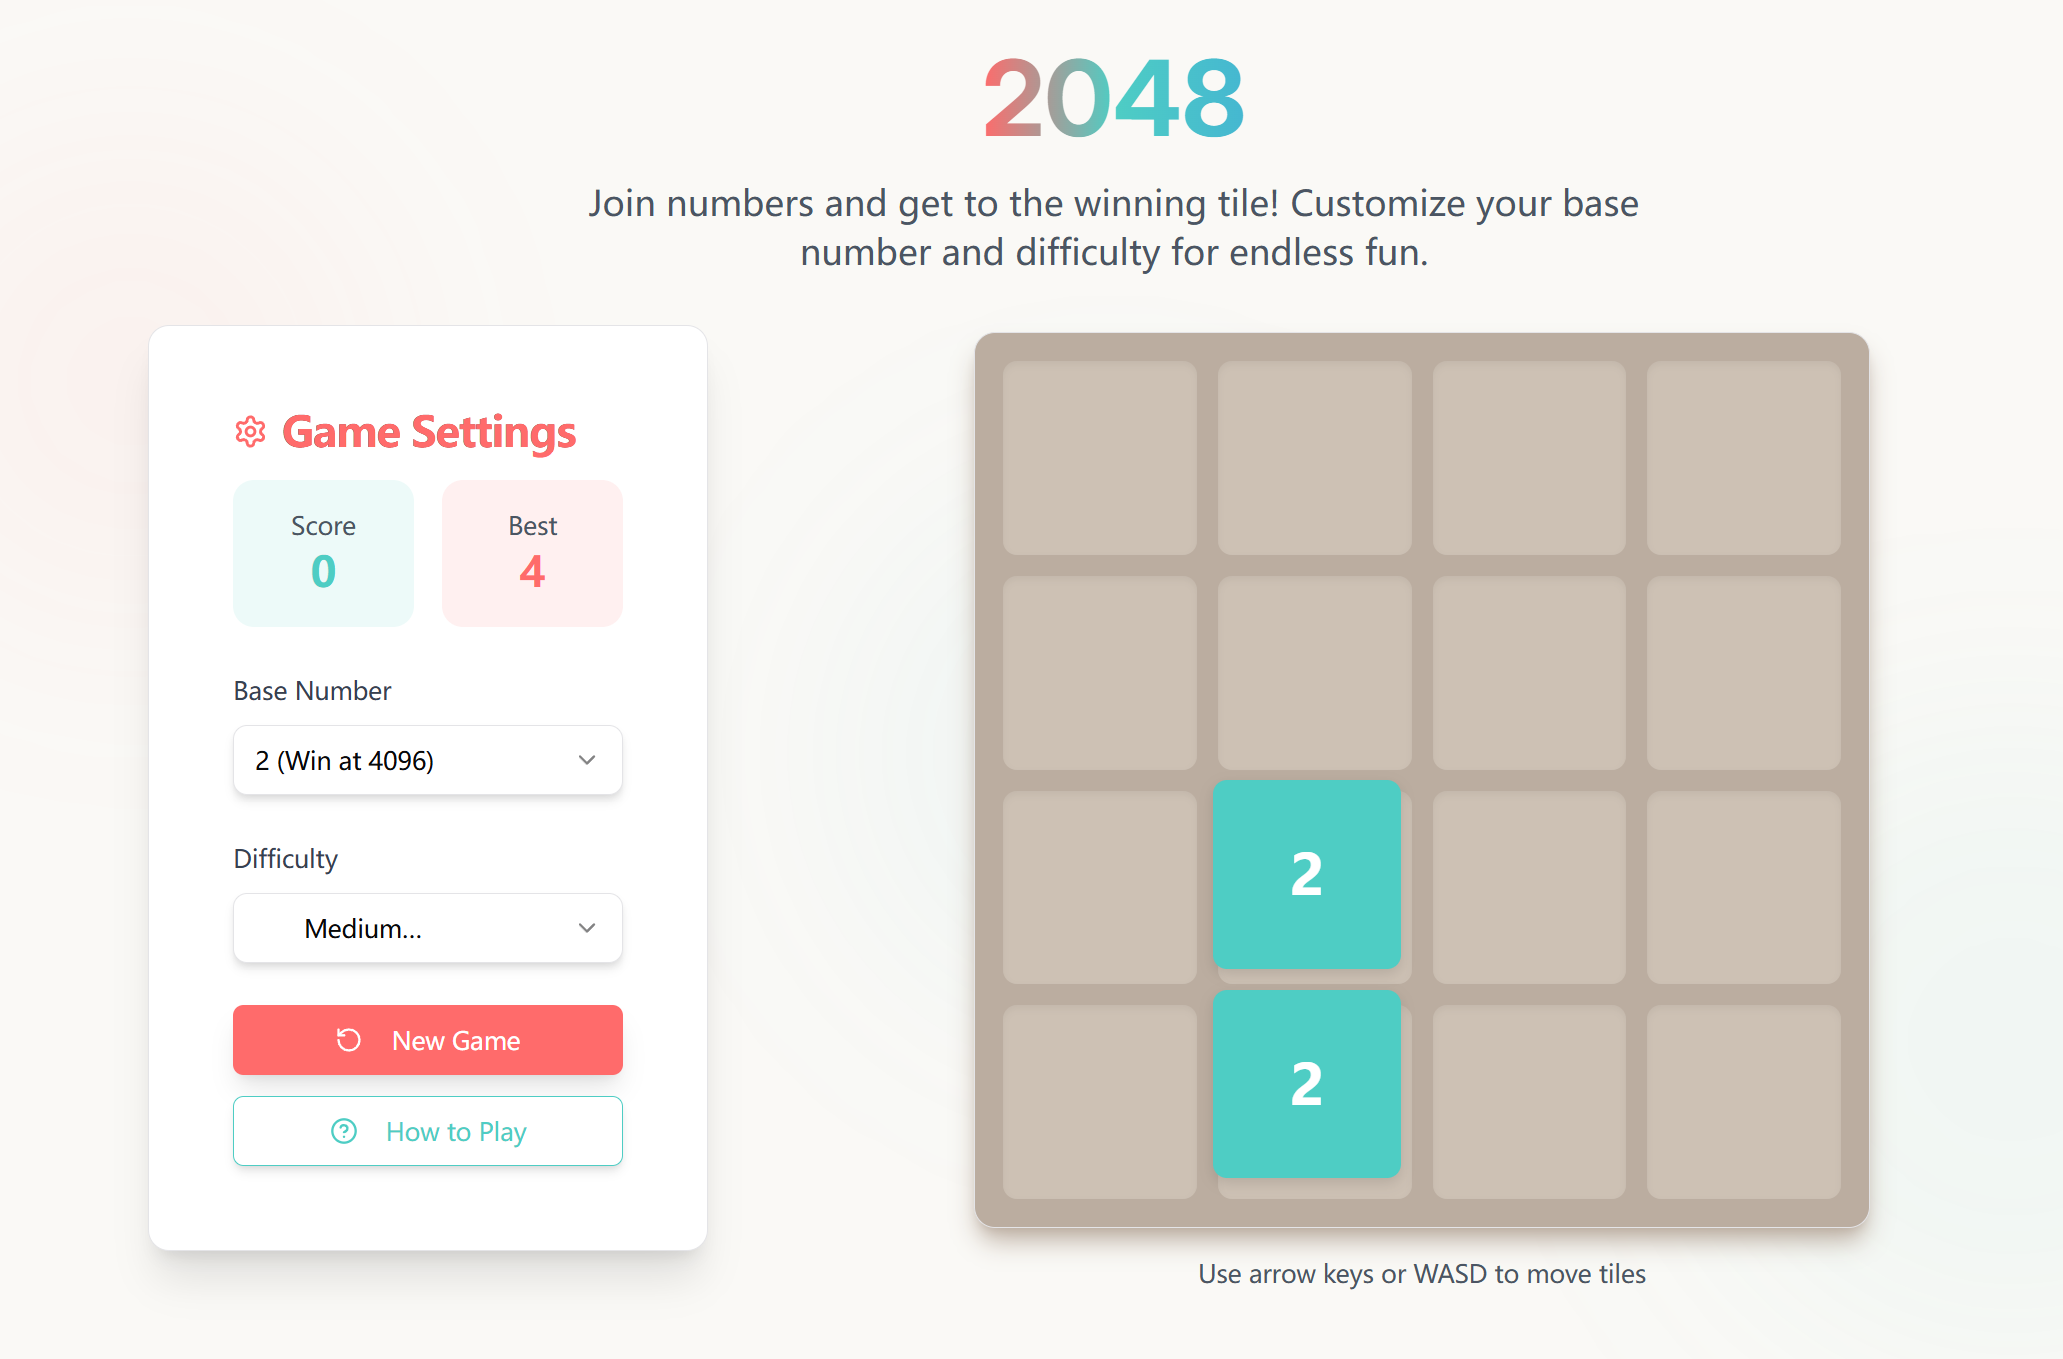 2048
Join numbers and get to the winning tile! Customize your base
number and difficulty for endless fun.
Game Settings
Score
0
Best
4
Base Number
2 (Win at 4096)
Difficulty
Medium...
New Game
How to Play
2
2
Use arrow keys or WASD to move tiles